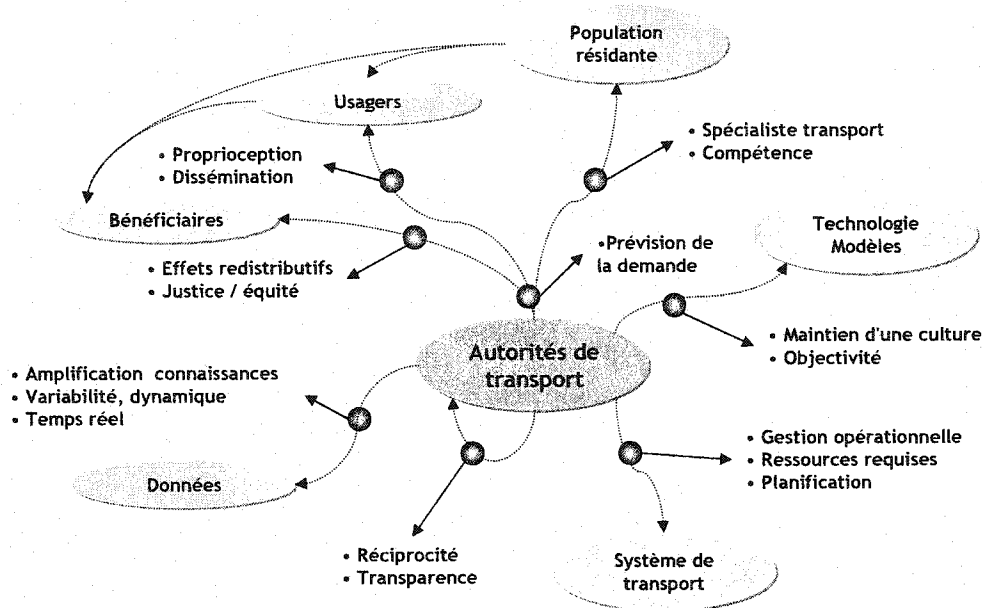 Population
résidante
Usagers
• Spécialiste transport
• Compétence
• Proprioception
• Dissémination
Bénéficiaires
Technologie
Modèles
•Prévision de
la demande
• Effets redistributifs
• Justice / équité
• Maintien d'une culture
• Objectivité
Autorités de
transport
• Amplification connaissances
• Variabilité, dynamique
• Temps réel
• Gestion opérationnelle
• Ressources requises
• Planification
Données
• Réciprocité
• Transparence
Système de
transport